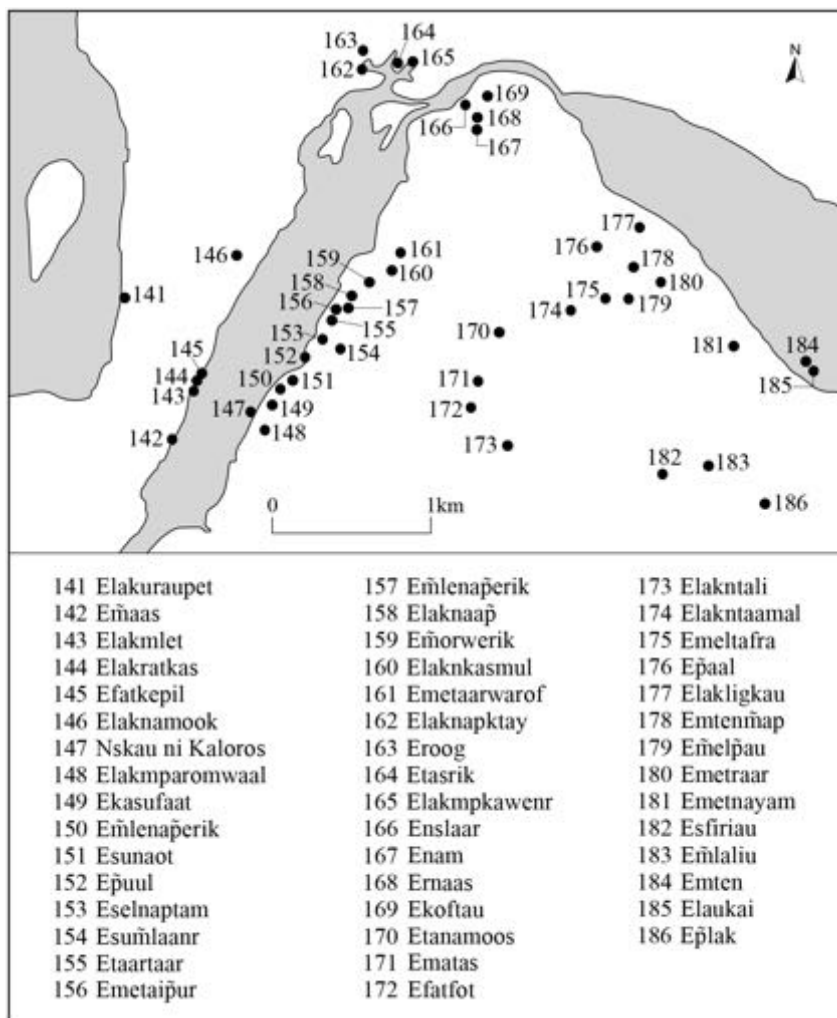 164
163
165
162
N
169
166
168
167
177
176
161
146
178
159
160
180
158
141
175
179
156
157
174
170
153
155
181
184
145
152
154
185
144
150
151
171
143
147
149
172
142
148
173
182
183
0
1km
186
141 Elakuraupet
142 Em̃aas
143 Elakmlet
144 Elakratkas
145 Efatkepil
146 Elaknamook
147 Nskau ni Kaloros
148 Elakmparomwaal
149 Ekasufaat
150 Em̃lenap̃erik
151 Esunaot
152 Ep̃uul
153 Eselnaptam
154 Esum̃laanr
155 Etaartaar
156 Emetaip̃ur
157 Em̃lenap̃erik
158 Elaknaap̃
159 Em̃orwerik
160 Elaknkasmul
161 Emetaarwarof
162 Elaknapktay
163 Eroog
164 Etasrik
165 Elakmpkawenr
166 Enslaar
167 Enam
168 Ernaas
169 Ekoftau
170 Etanamoos
171 Ematas
172 Efatfot
173 Elakntali
174 Elakntaamal
175 Emeltafra
176 Ep̃aal
177 Elakligkau
178 Emtenm̃ap
179 Em̃elp̃au
180 Emetraar
181 Emetnayam
182 Esfiriau
183 Em̃laliu
184 Emten
185 Elaukai
186 Ep̃lak